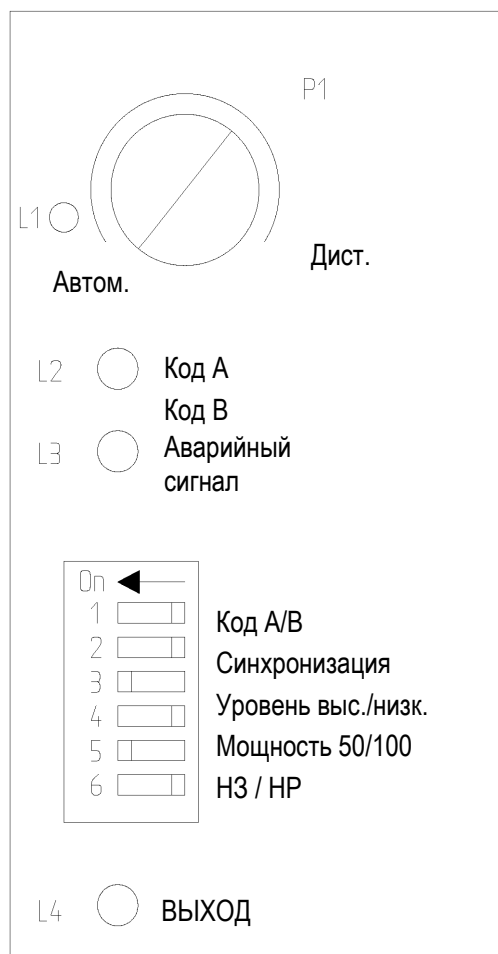 P1
L1
Дист.
Автом.
L2 Код А
Код В
L3 Аварийный
сигнал
On
1 Код А/В
2 Синхронизация
3 Уровень выс./низк.
4 Мощность 50/100
5 НЗ / НР
6
L4 ВЫХОД